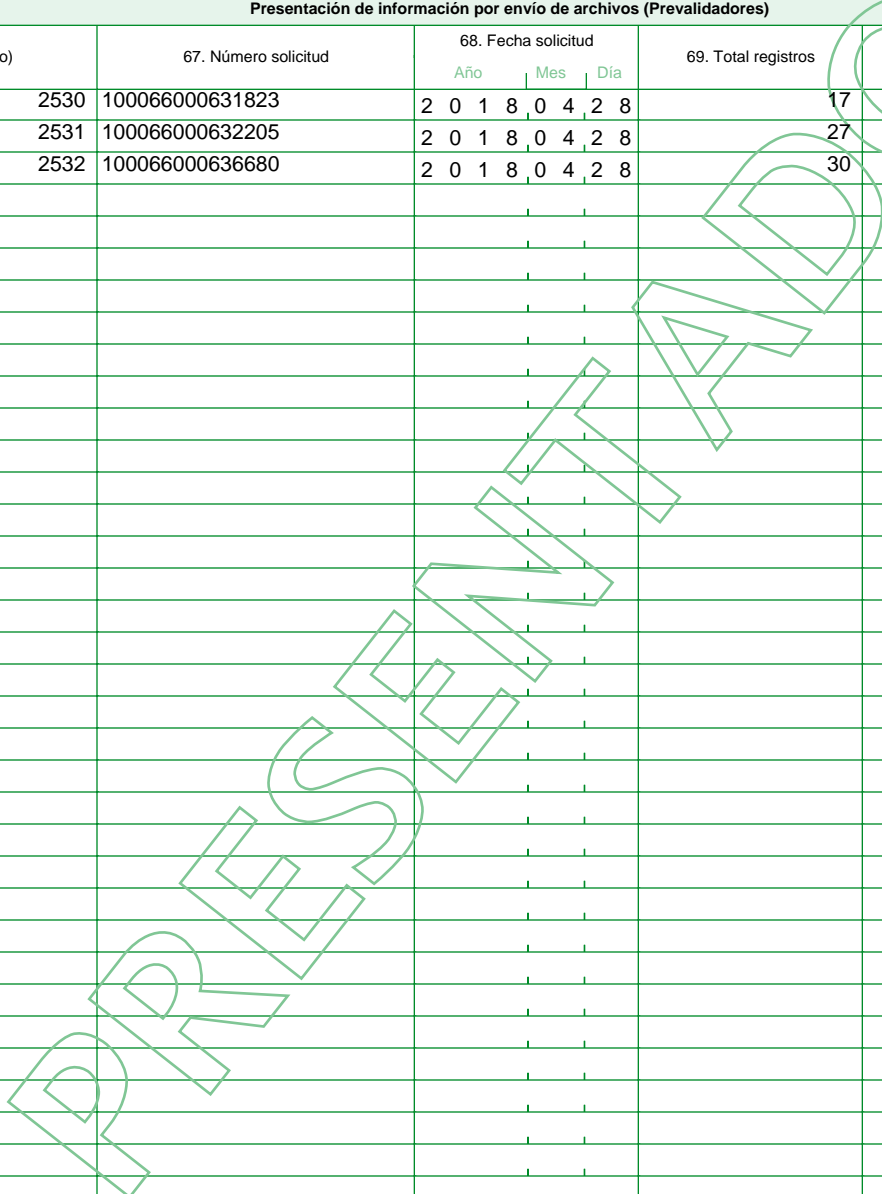 Presentación de información por envío de archivos (Prevalidadores)
o) 67. Número solicitud 68. Fecha solicitud 69. Total registros
Año Mes Día
2530 100066000631823 2 0 1 8 0 4 2 8 17
2531 100066000632205 2 0 1 8 0 4 2 8 27
2532 100066000636680 2 0 1 8 0 4 2 8 30
PRESENTADO